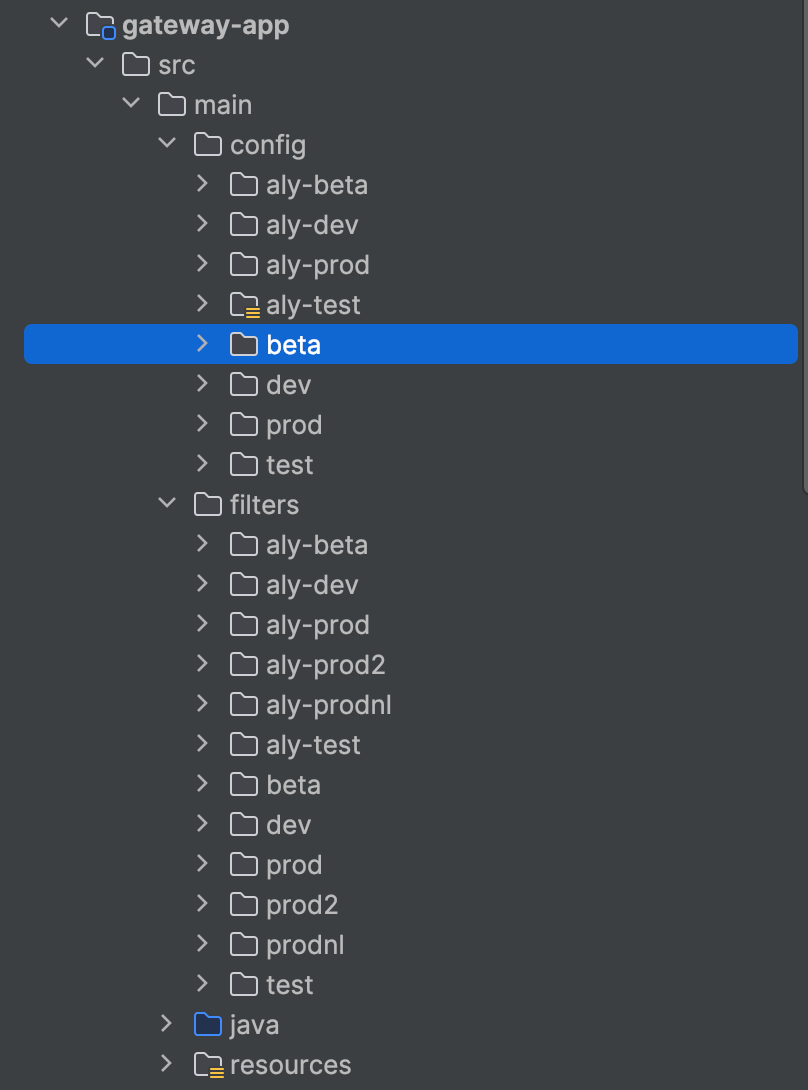 gateway-app
src
main
config
aly-beta
aly-dev
aly-prod
aly-test
beta
dev
prod
test
filters
aly-beta
aly-dev
aly-prod
aly-prod2
aly-prodnl
aly-test
beta
dev
prod
prod2
prodnl
test
java
resources